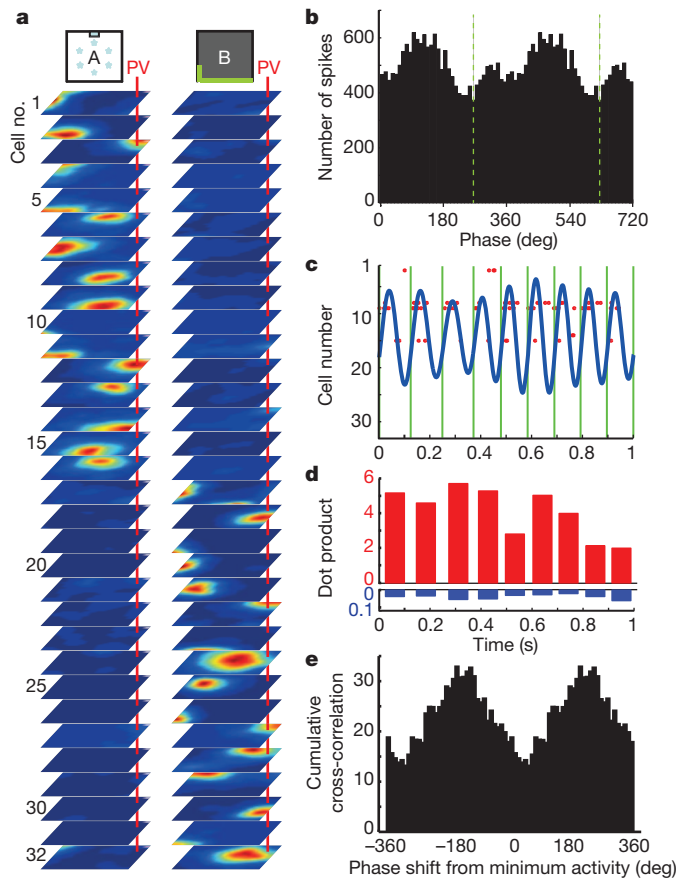 a
A
B
PV
PV
Cell no.
1
5
10
15
20
25
30
32
b
Number of spikes
600
400
200
0
0
180
360
540
720
Phase (deg)
c
Cell number
1
10
20
30
0
0.2
0.4
0.6
0.8
1
d
Dot product
6
4
2
0
0
0.1
0
0.2
0.4
0.6
0.8
1
Time (s)
e
Cumulative
cross-correlation
30
20
10
0
−360
−180
0
180
360
Phase shift from minimum activity (deg)